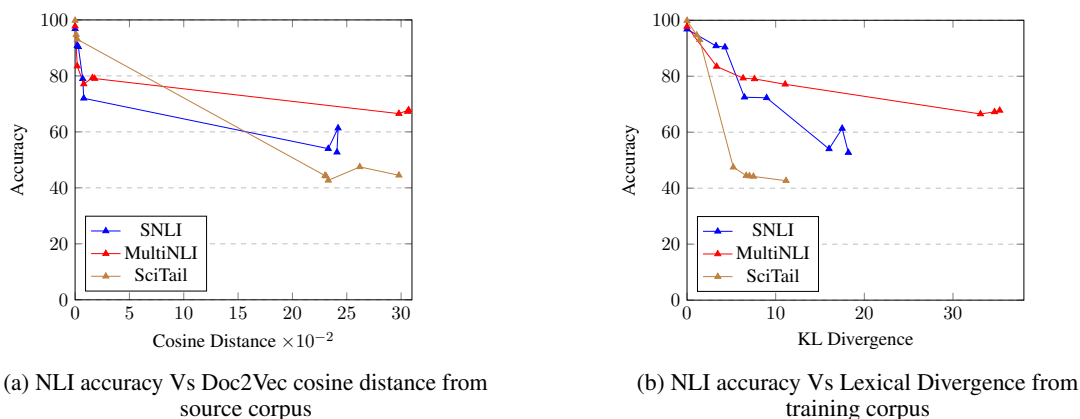 100
80
60
40
20
0
Accuracy
SNLI
MultiNLI
SciTail
0 5 10 15 20 25 30
Cosine Distance ×10⁻²
(a) NLI accuracy Vs Doc2Vec cosine distance from
source corpus
100
80
60
40
20
0
Accuracy
SNLI
MultiNLI
SciTail
0 10 20 30
KL Divergence
(b) NLI accuracy Vs Lexical Divergence from
training corpus